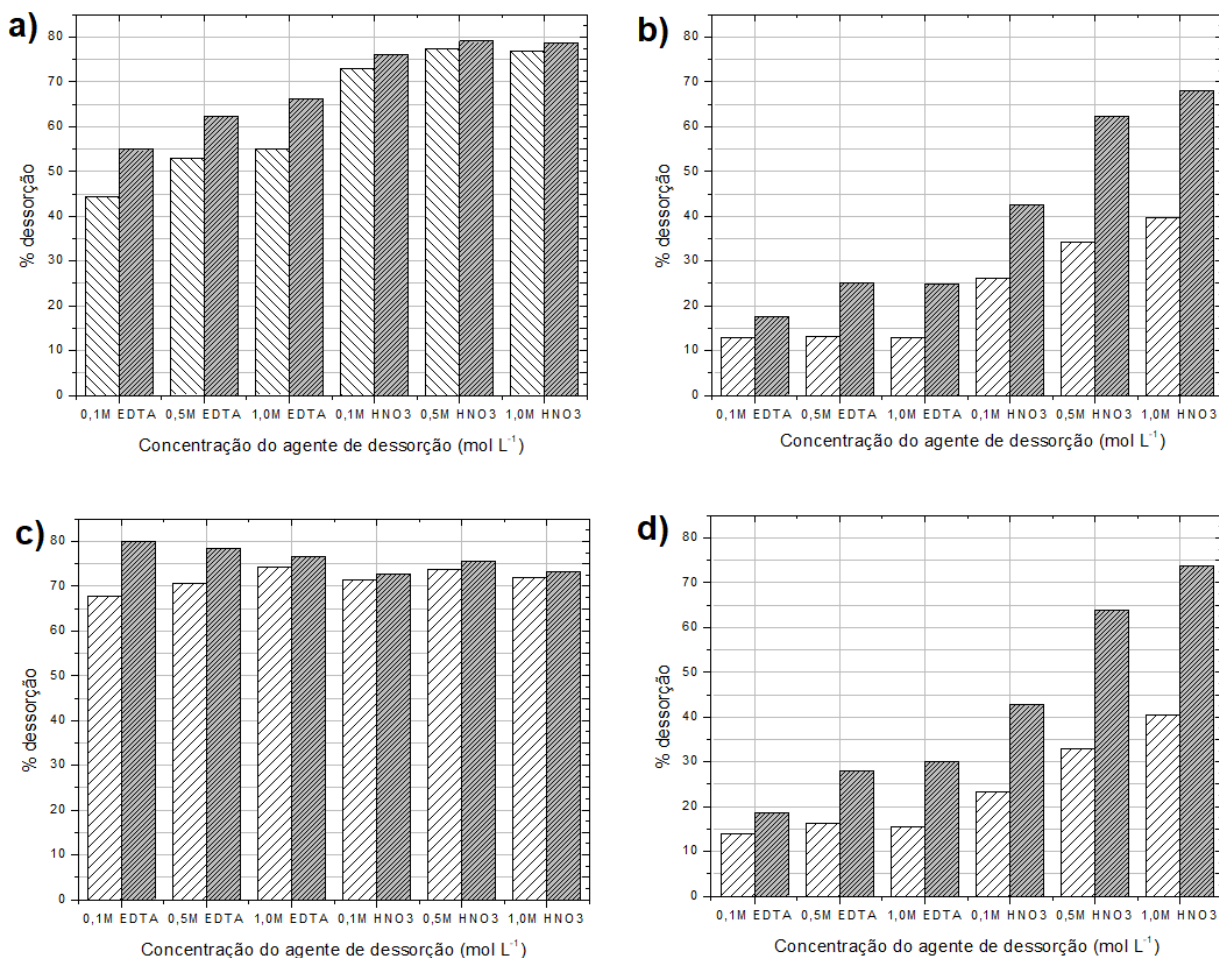 a)
80
70
60
50
40
30
20
10
0
% dessorção
0,1M EDTA 0,5M EDTA 1,0M EDTA 0,1M HNO3 0,5M HNO3 1,0M HNO3
Concentração do agente de dessorção (mol L⁻¹)
b)
80
70
60
50
40
30
20
10
0
% dessorção
0,1M EDTA 0,5M EDTA 1,0M EDTA 0,1M HNO3 0,5M HNO3 1,0M HNO3
Concentração do agente de dessorção (mol L⁻¹)
c)
80
70
60
50
40
30
20
10
0
% dessorção
0,1M EDTA 0,5M EDTA 1,0M EDTA 0,1M HNO3 0,5M HNO3 1,0M HNO3
Concentração do agente de dessorção (mol L⁻¹)
d)
80
70
60
50
40
30
20
10
0
% dessorção
0,1M EDTA 0,5M EDTA 1,0M EDTA 0,1M HNO3 0,5M HNO3 1,0M HNO3
Concentração do agente de dessorção (mol L⁻¹)